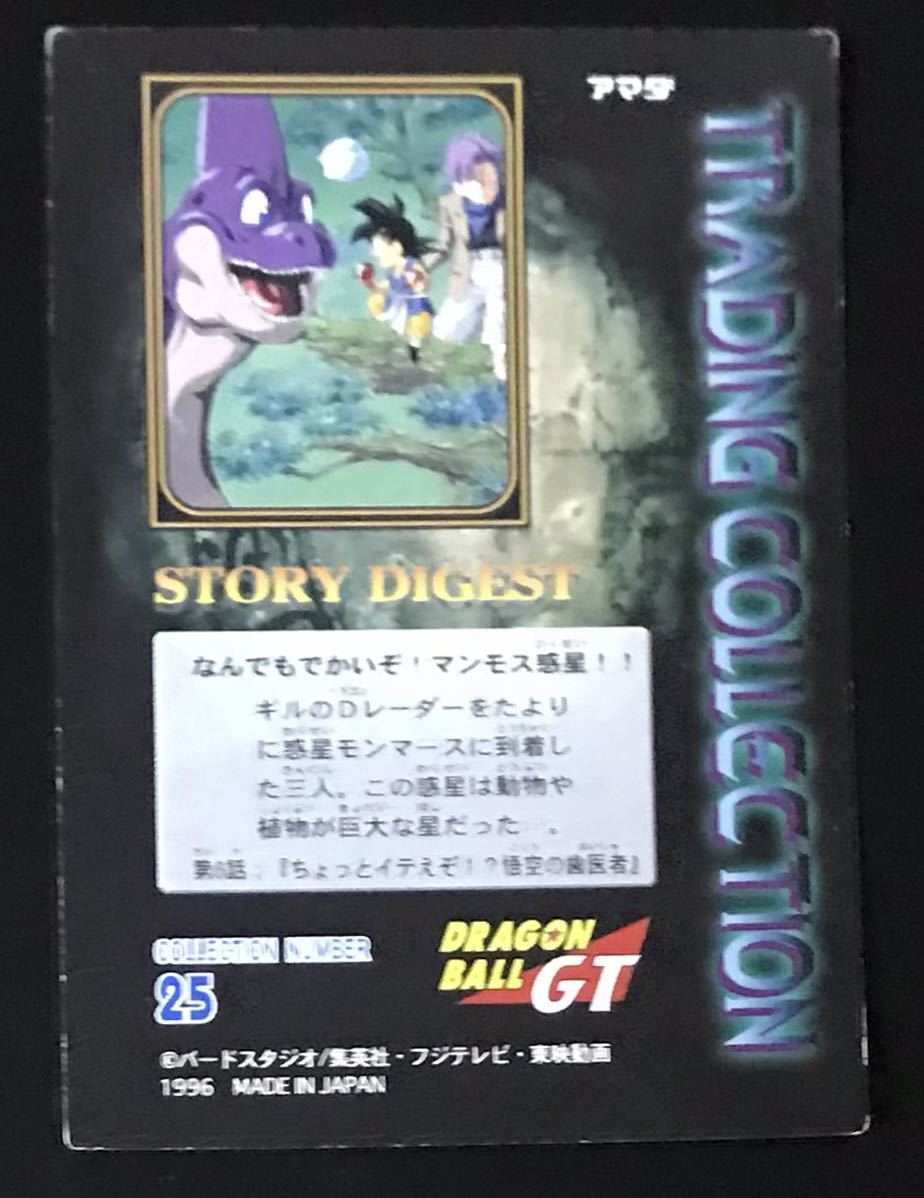 アマダ
TRADING COLLECTION
STORY DIGEST
なんでもでかいぞ!マンモス惑星!!
ギルのDレーダーをたより
に惑星モンマースに到着し
た三人。この惑星は動物や
植物が巨大な星だった…。
第6話:『ちょっとイテえぞ!?悟空の歯医者』
COLLECTION NUMBER
25
DRAGON
BALL
GT
©バードスタジオ/集英社・フジテレビ・東映動画
1996 MADE IN JAPAN